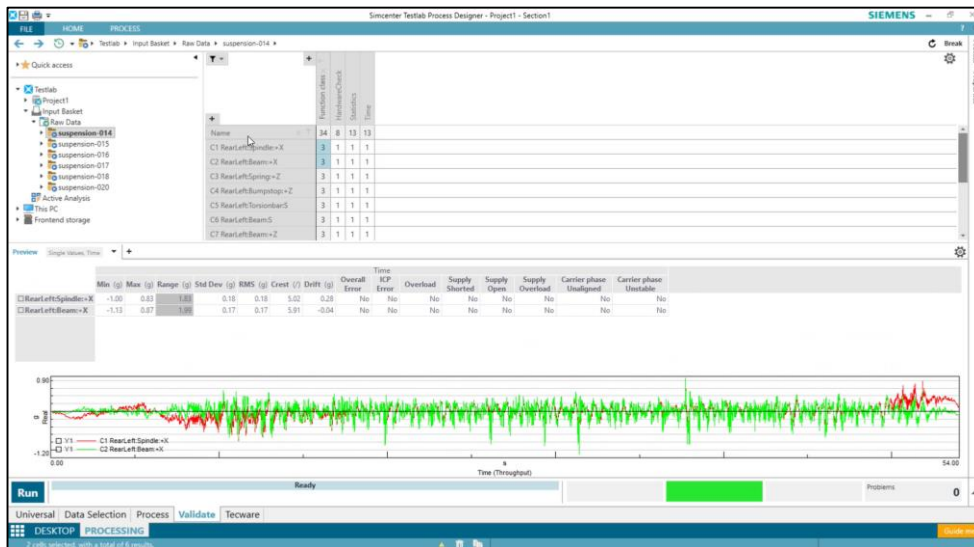 Simcenter Testlab Process Designer - Project1 - Section1
SIEMENS
FILE HOME PROCESS
Testlab Input Basket Raw Data suspension-014
Break
Quick access
Testlab
Project1
Input Basket
Raw Data
suspension-014
suspension-015
suspension-016
suspension-017
suspension-018
suspension-020
Active Analysis
This PC
Frontend storage
Function class
HardwareCheck
Statistics
Time
Name 34 8 13 13
C1 RearLeft:Spindle:+X 3 1 1 1
C2 RearLeft:Beam:+X 3 1 1 1
C3 RearLeft:Spring:+Z 3 1 1 1
C4 RearLeft:Bumpstop:+Z 3 1 1 1
C5 RearLeft:Torsionbar:S 3 1 1 1
C6 RearLeft:Beam:S 3 1 1 1
C7 RearLeft:Beam:+Z 3 1 1 1
Preview Single Values, Time +
Time
Min (g) Max (g) Range (g) Std Dev (g) RMS (g) Crest (/) Drift (g) Overall Error ICP Error Overload Supply Shorted Supply Open Supply Overload Carrier phase Unaligned Carrier phase Unstable
RearLeft:Spindle:+X -1.00 0.83 1.83 0.18 0.18 5.02 0.28 No No No No No No No No
RearLeft:Beam:+X -1.13 0.87 1.99 0.17 0.17 5.91 -0.04 No No No No No No No No
0.90
g
Real
-1.20
Y1 C1 RearLeft:Spindle:+X
Y1 C2 RearLeft:Beam:+X
0.00 s 54.00
Time (Throughput)
Run Ready Problems 0
Universal Data Selection Process Validate Tecware
DESKTOP PROCESSING
2 cells selected, with a total of 6 results.